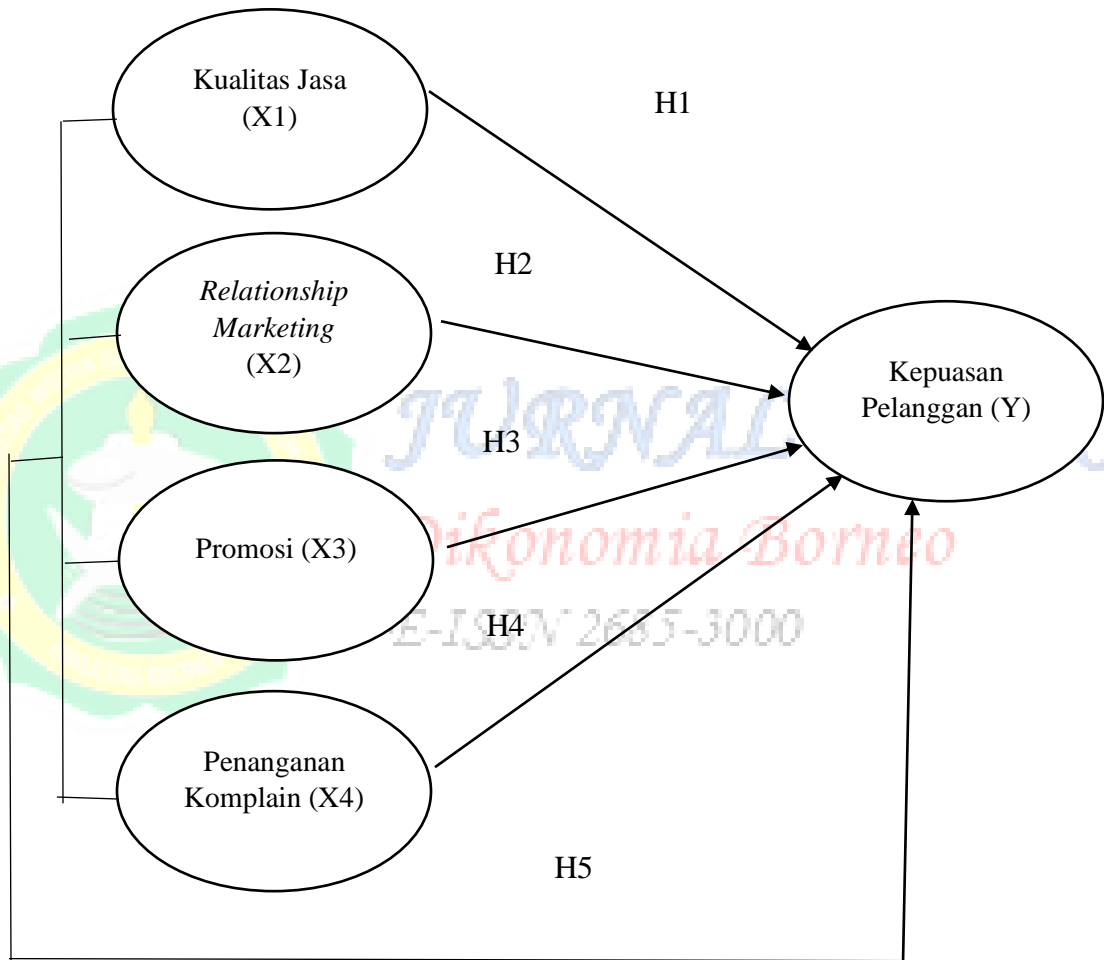 Kualitas Jasa
(X1)
H1
H2
Relationship
Marketing
(X2)
Kepuasan
Pelanggan (Y)
JURNAL
H3
Promosi (X3)
Dikonomia Borneo
H4
E-ISSN 2685-3000
Penanganan
Komplain (X4)
H5